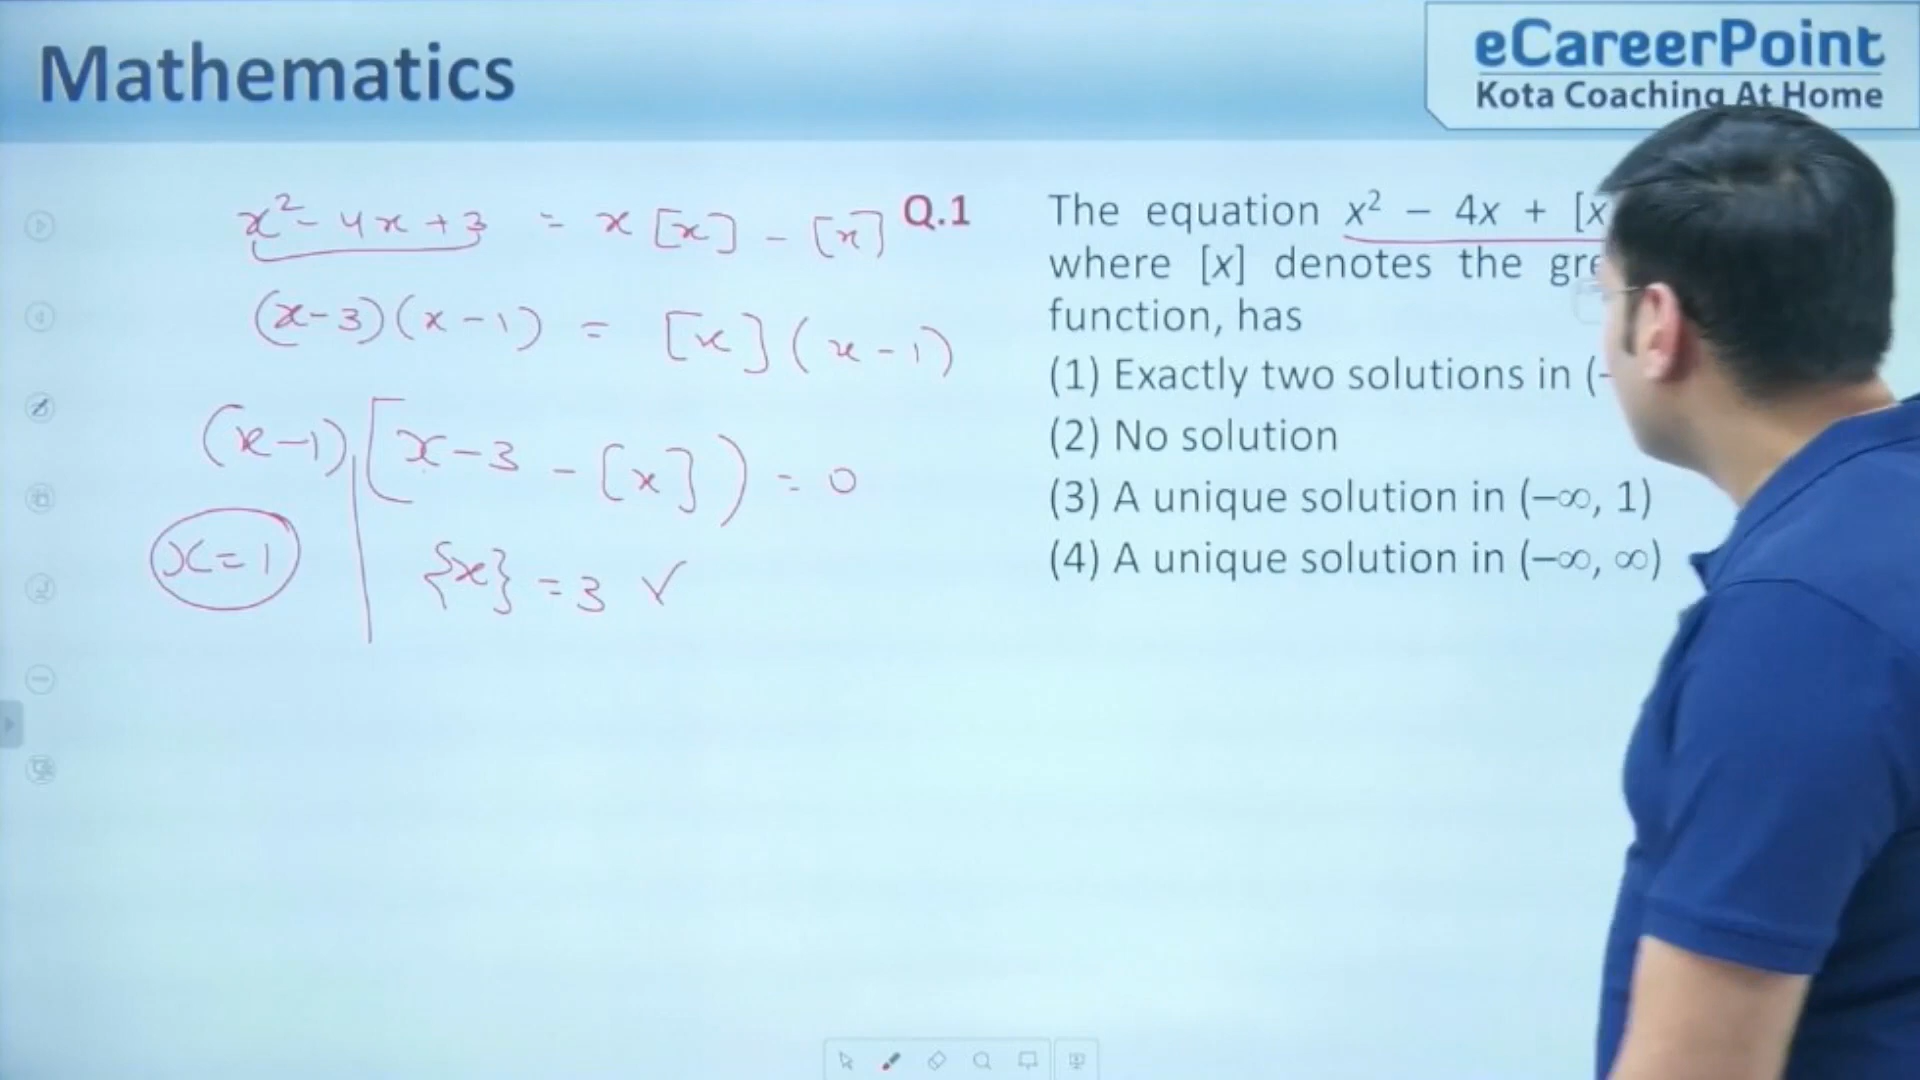 Mathematics
eCareerPoint
Kota Coaching At Home
x² - 4x + 3 = x [x] - [x]
(x-3)(x-1) = [x](x-1)
(x-1)[x-3 - [x]) = 0
x=1
{x} = 3 ✓
Q.1 The equation x² – 4x + [x
where [x] denotes the gre
function, has
(1) Exactly two solutions in (-
(2) No solution
(3) A unique solution in (–∞, 1)
(4) A unique solution in (–∞, ∞)